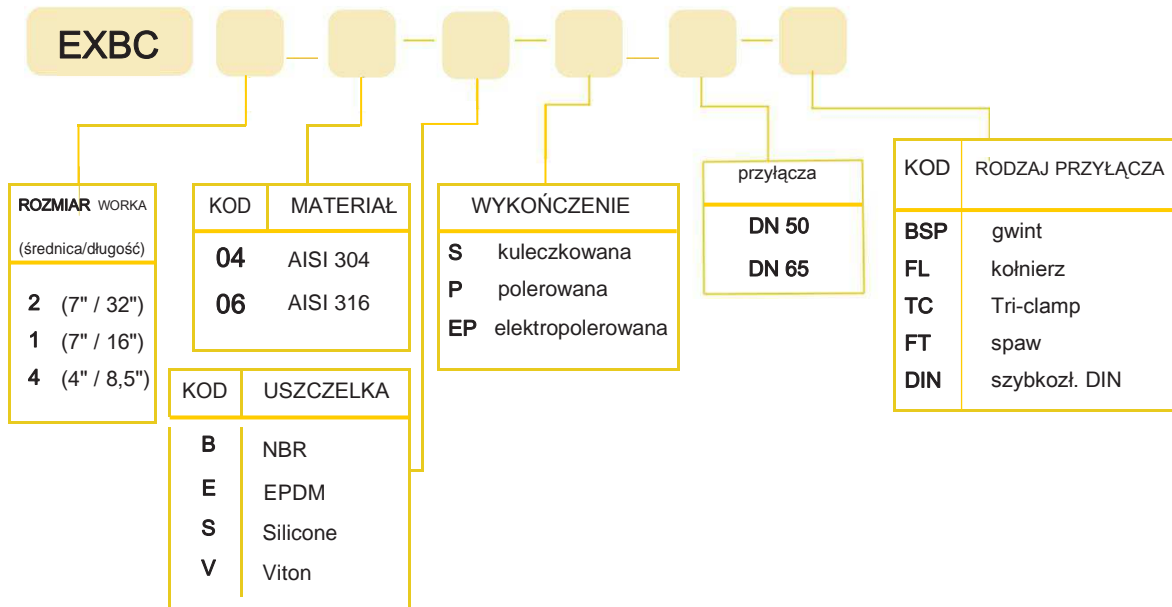 EXBC
ROZMIAR WORKA
(średnica/długość)
2 (7" / 32")
1 (7" / 16")
4 (4" / 8,5")
KOD MATERIAŁ
04 AISI 304
06 AISI 316
KOD USZCZELKA
B NBR
E EPDM
S Silicone
V Viton
WYKOŃCZENIE
S kuleczkowana
P polerowana
EP elektropolerowana
przyłącza
DN 50
DN 65
KOD RODZAJ PRZYŁĄCZA
BSP gwint
FL kołnierz
TC Tri-clamp
FT spaw
DIN szybkozł. DIN